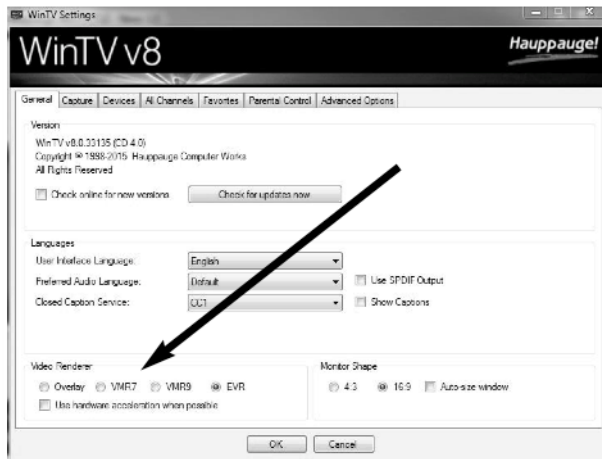 WinTV Settings
WinTV v8
Hauppauge!
General Capture Devices All Channels Favorites Parental Control Advanced Options
Version
WinTV v8.0.33135 (CD 4.0)
Copyright © 1998-2015 Hauppauge Computer Works
All Rights Reserved
Check online for new versions Check for updates now
Languages
User Interface Language: English
Preferred Audio Language: Default Use SPDIF Output
Closed Caption Service: CC1 Show Captions
Video Renderer Monitor Shape
Overlay VMR7 VMR9 EVR 4:3 16:9 Auto-size window
Use hardware acceleration when possible
OK Cancel